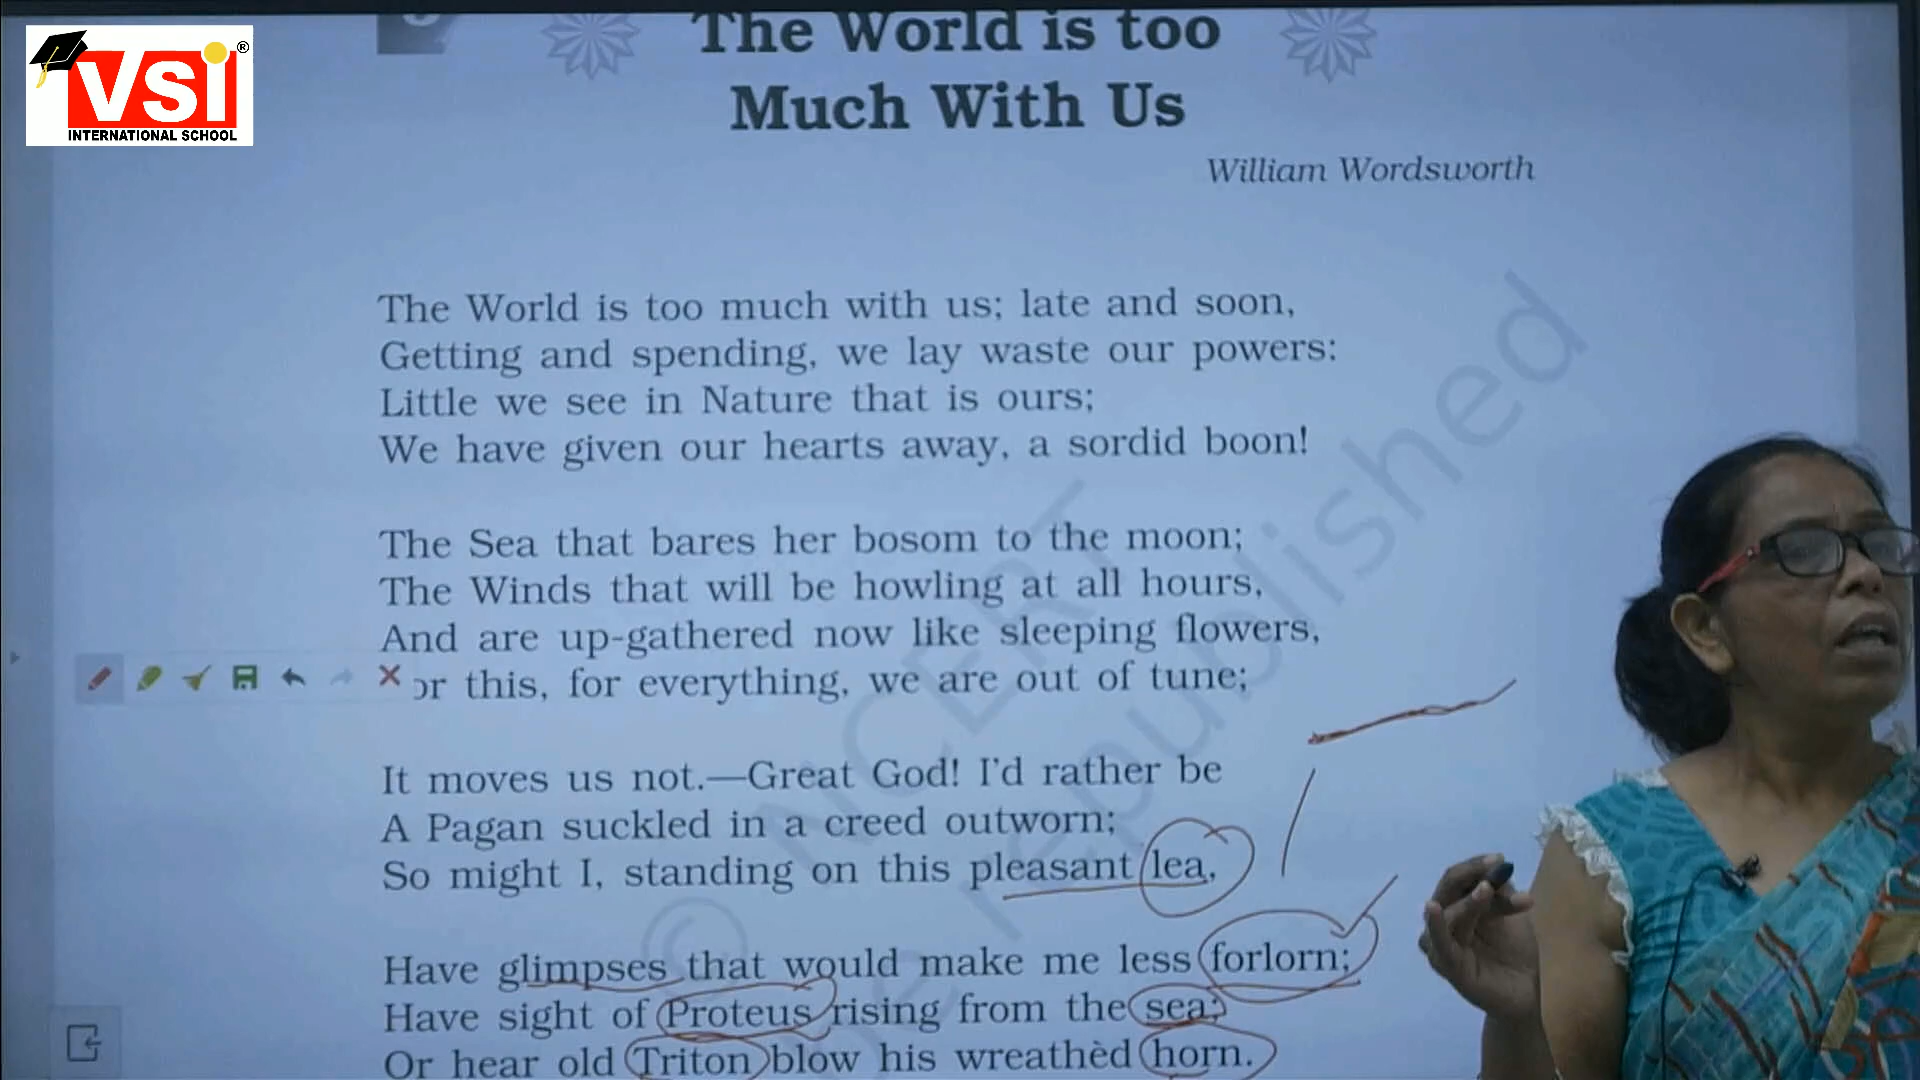 VSI ®
INTERNATIONAL SCHOOL
The World is too
Much With Us
William Wordsworth
The World is too much with us; late and soon,
Getting and spending, we lay waste our powers:
Little we see in Nature that is ours;
We have given our hearts away, a sordid boon!
The Sea that bares her bosom to the moon;
The Winds that will be howling at all hours,
And are up-gathered now like sleeping flowers,
or this, for everything, we are out of tune;
It moves us not.—Great God! I'd rather be
A Pagan suckled in a creed outworn;
So might I, standing on this pleasant lea,
Have glimpses that would make me less forlorn;
Have sight of Proteus rising from the sea;
Or hear old Triton blow his wreathèd horn.
© NCERT
be republished